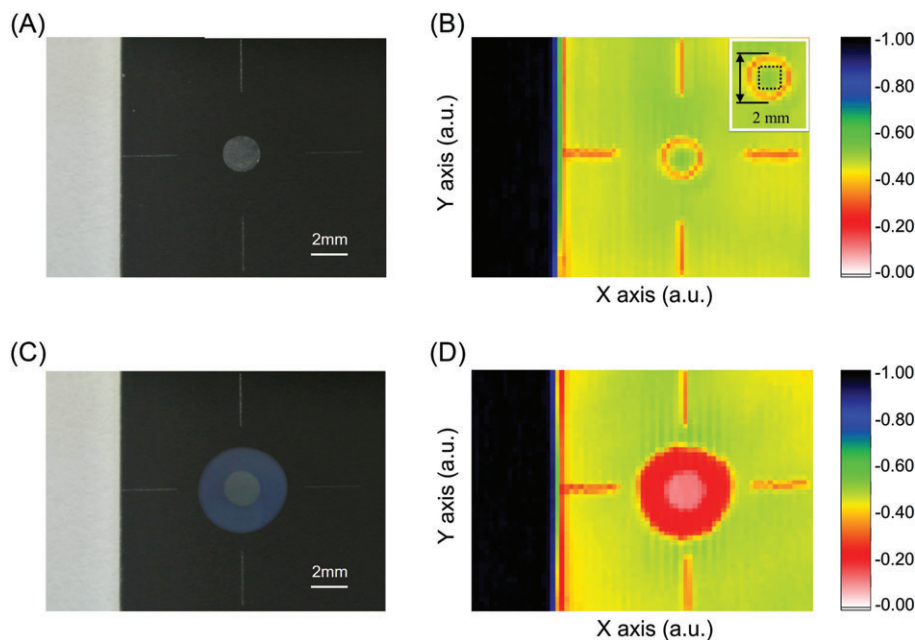 (A)
2mm
(B)
2 mm
Y axis (a.u.)
X axis (a.u.)
-1.00
-0.80
-0.60
-0.40
-0.20
-0.00
(C)
2mm
(D)
Y axis (a.u.)
X axis (a.u.)
-1.00
-0.80
-0.60
-0.40
-0.20
-0.00